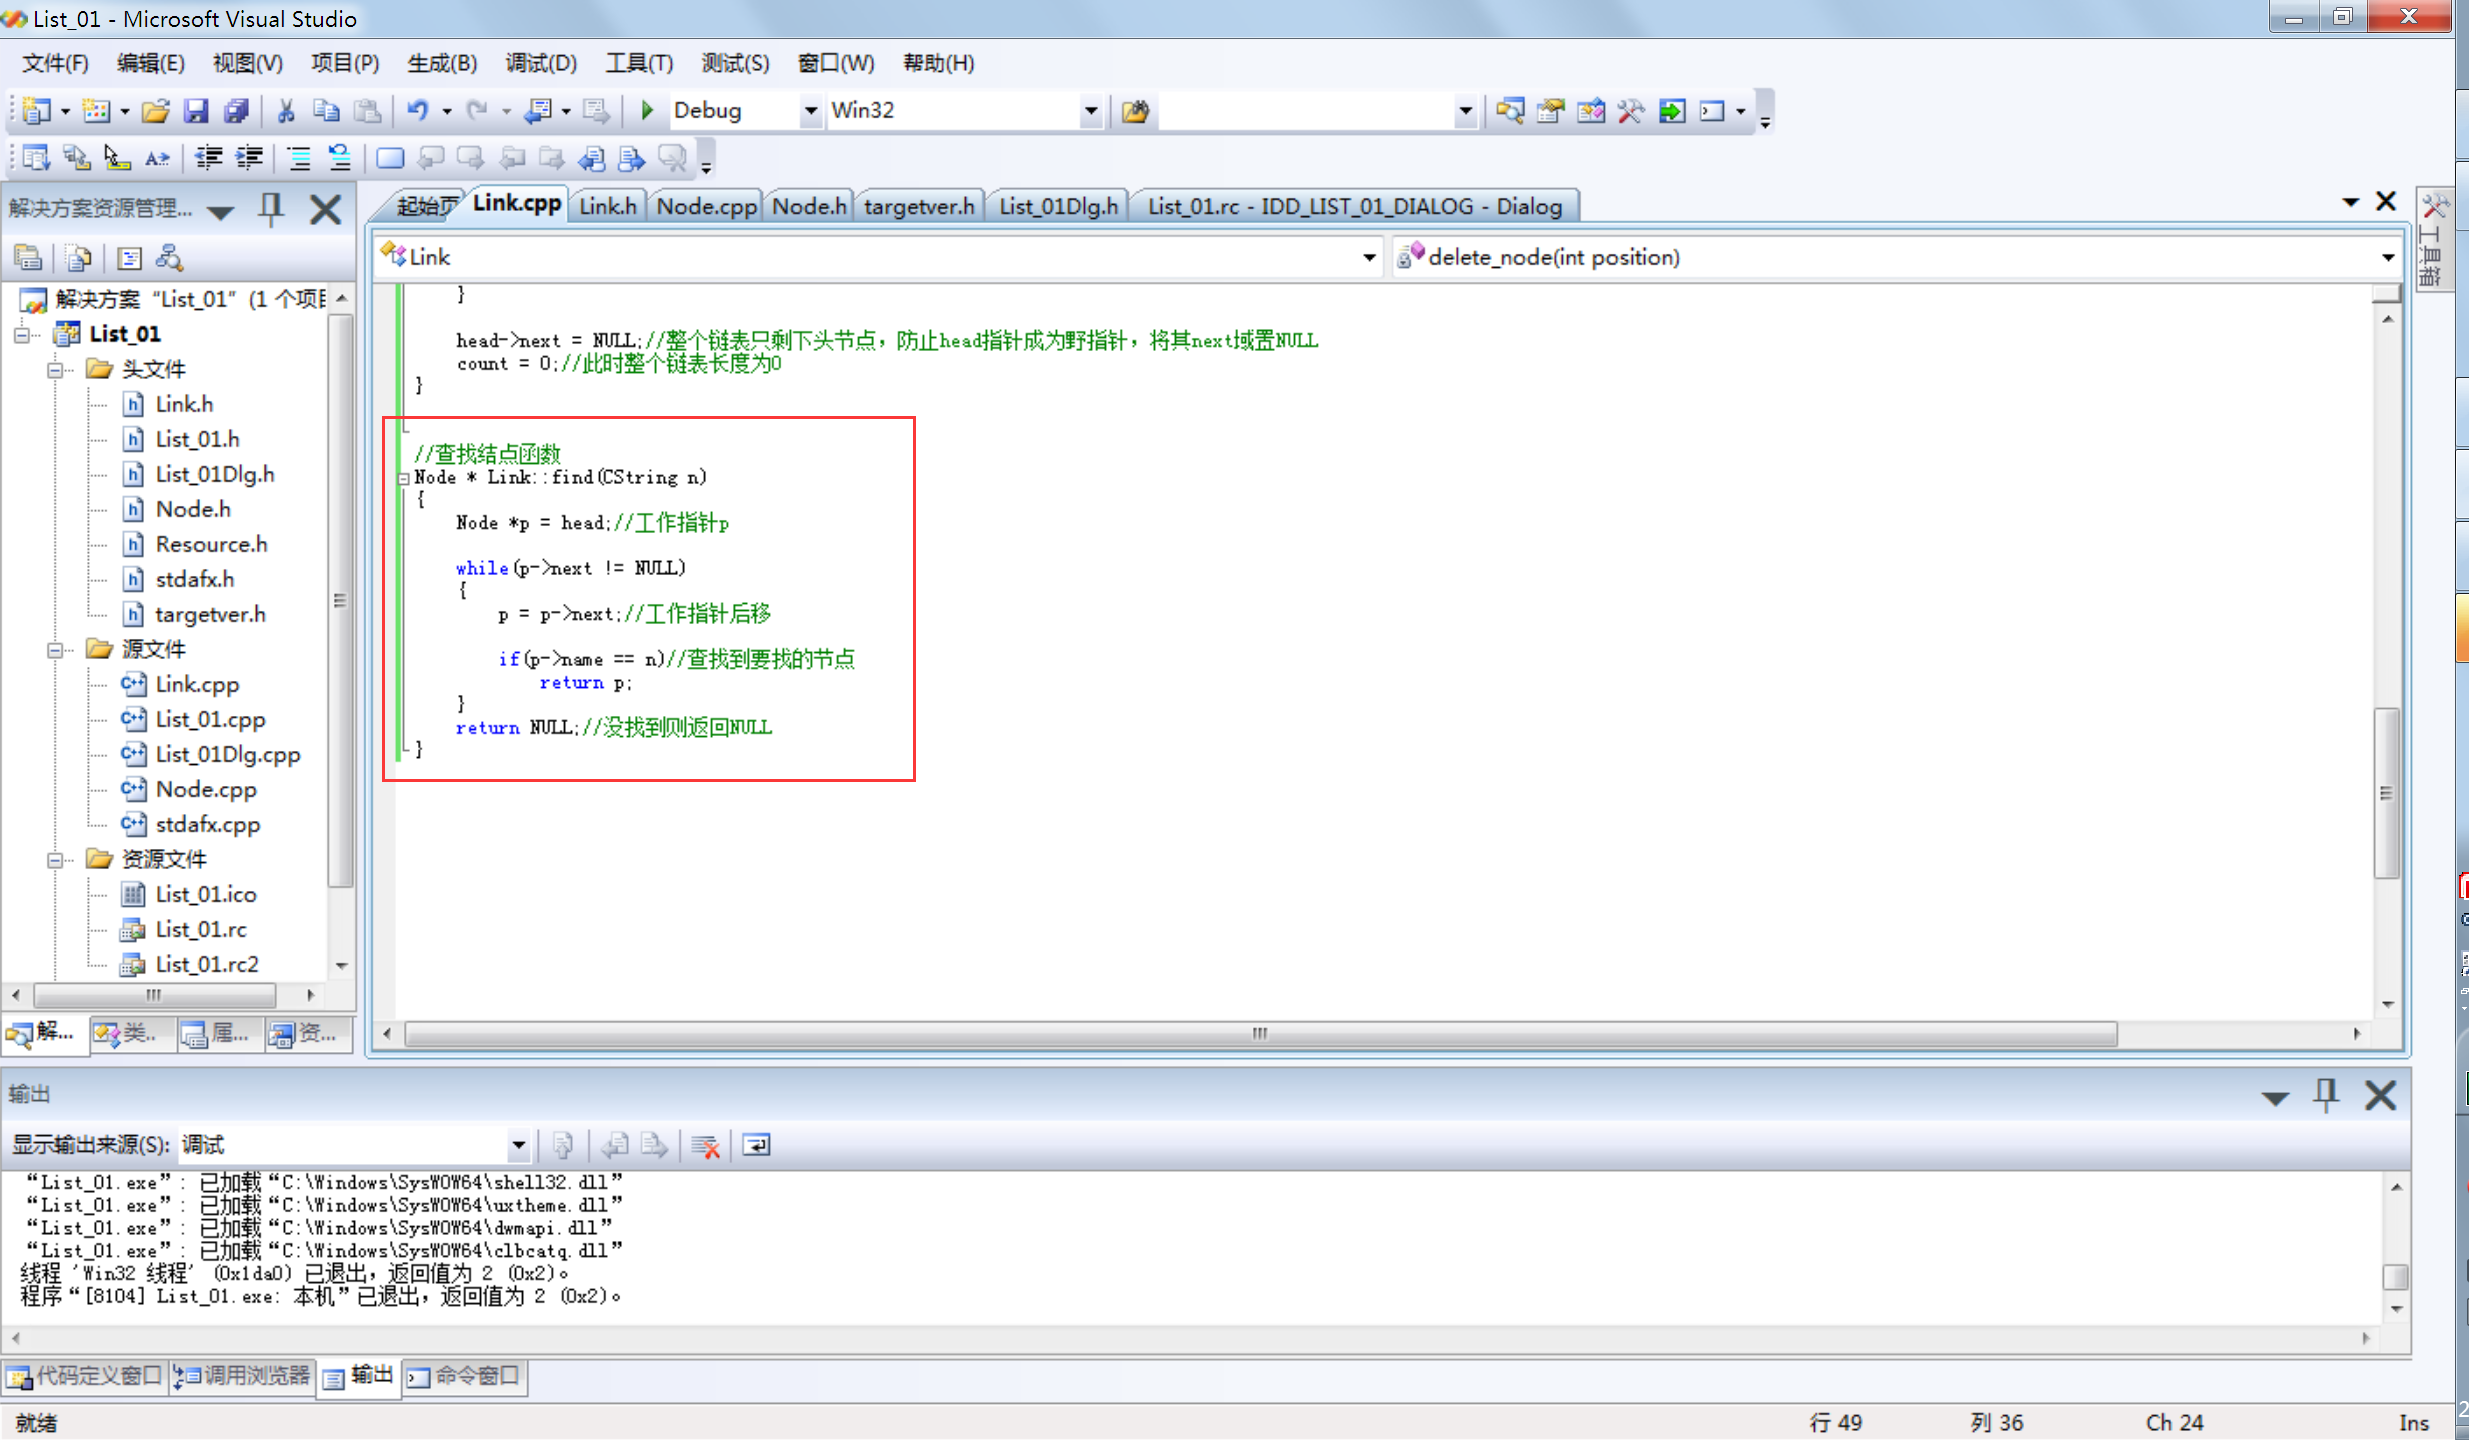 List_01 - Microsoft Visual Studio
文件(F) 编辑(E) 视图(V) 项目(P) 生成(B) 调试(D) 工具(T) 测试(S) 窗口(W) 帮助(H)
Debug Win32
解决方案资源管理...
起始页 Link.cpp Link.h Node.cpp Node.h targetver.h List_01Dlg.h List_01.rc - IDD_LIST_01_DIALOG - Dialog
工具箱
Link delete_node(int position)
解决方案“List_01”(1 个项目
List_01
头文件
Link.h
List_01.h
List_01Dlg.h
Node.h
Resource.h
stdafx.h
targetver.h
源文件
Link.cpp
List_01.cpp
List_01Dlg.cpp
Node.cpp
stdafx.cpp
资源文件
List_01.ico
List_01.rc
List_01.rc2
解... 类.. 属... 资...
}
head->next = NULL;//整个链表只剩下头节点，防止head指针成为野指针，将其next域置NULL
count = 0;//此时整个链表长度为0
}
//查找结点函数
Node * Link::find(CString n)
{
Node *p = head;//工作指针p
while(p->next != NULL)
{
p = p->next;//工作指针后移
if(p->name == n)//查找到要找的节点
return p;
}
return NULL;//没找到则返回NULL
}
输出
显示输出来源(S): 调试
“List_01.exe”: 已加载“C:\Windows\SysWOW64\shell32.dll”
“List_01.exe”: 已加载“C:\Windows\SysWOW64\uxtheme.dll”
“List_01.exe”: 已加载“C:\Windows\SysWOW64\dwmapi.dll”
“List_01.exe”: 已加载“C:\Windows\SysWOW64\clbcatq.dll”
线程 'Win32 线程' (0x1da0) 已退出，返回值为 2 (0x2)。
程序“[8104] List_01.exe: 本机”已退出，返回值为 2 (0x2)。
代码定义窗口 调用浏览器 输出 命令窗口
就绪 行 49 列 36 Ch 24 Ins